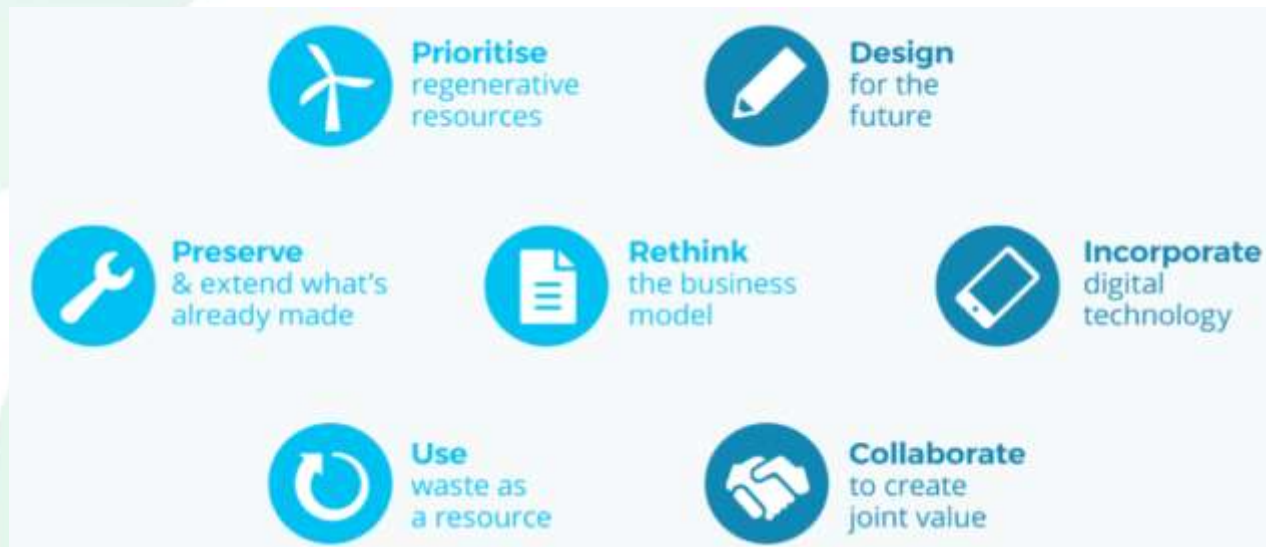 Prioritise
regenerative
resources
Design
for the
future
Preserve
& extend what's
already made
Rethink
the business
model
Incorporate
digital
technology
Use
waste as
a resource
Collaborate
to create
joint value